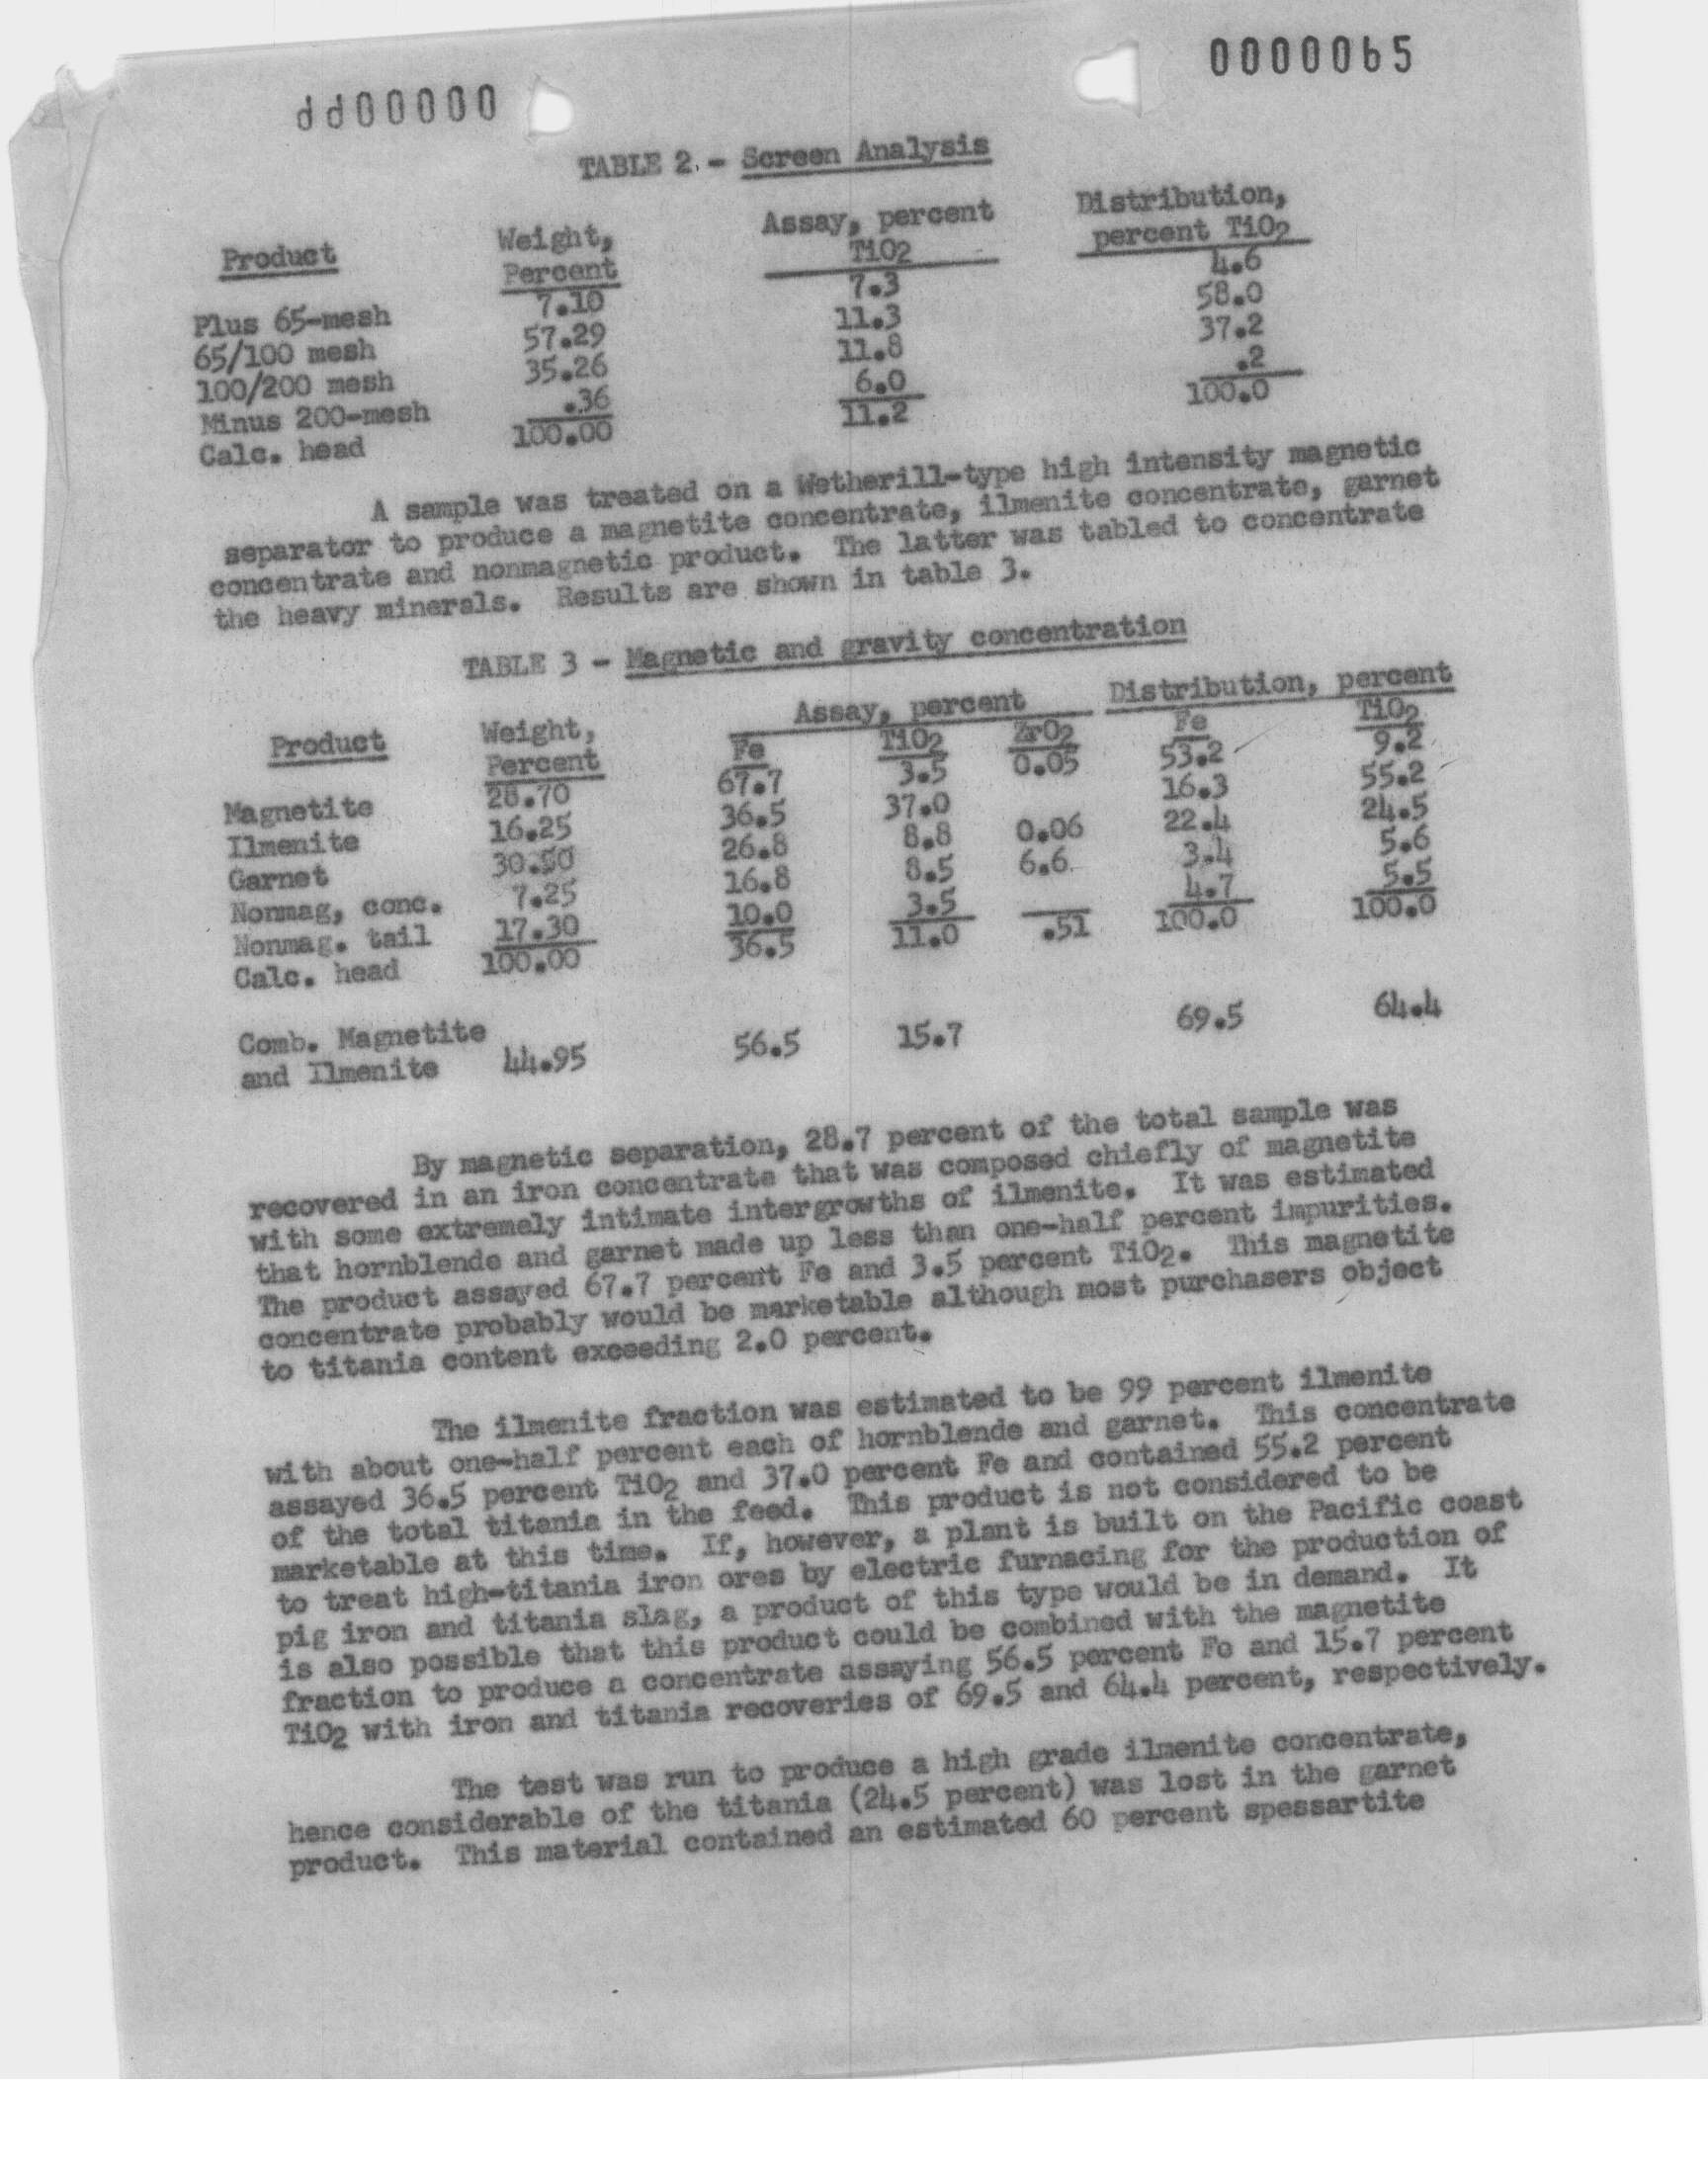 0000065
TABLE 2. - Screen Analysis
Product Weight, Percent Assay, percent TiO2 Distribution, percent TiO2
Plus 65-mesh 7.10 7.3 4.6
65/100 mesh 57.29 11.3 58.0
100/200 mesh 35.26 11.8 37.2
Minus 200-mesh .36 6.0 .2
Calc. head 100.00 11.2 100.0
A sample was treated on a Wetherill-type high intensity magnetic
separator to produce a magnetite concentrate, ilmenite concentrate, garnet
concentrate and nonmagnetic product. The latter was tabled to concentrate
the heavy minerals. Results are shown in table 3.
TABLE 3 - Magnetic and gravity concentration
Assay, percent Distribution, percent
Product Weight, Percent Fe TiO2 ZrO2 Fe TiO2
Magnetite 28.70 67.7 3.5 0.05 53.2 9.2
Ilmenite 16.25 36.5 37.0 16.3 55.2
Garnet 30.50 26.8 8.8 0.06 22.4 24.5
Nonmag, conc. 7.25 16.8 8.5 6.6 3.4 5.6
Nonmag. tail 17.30 10.0 3.5 4.7 5.5
Calc. head 100.00 36.5 11.0 .51 100.0 100.0
Comb. Magnetite
and Ilmenite 44.95 56.5 15.7 69.5 64.4
By magnetic separation, 28.7 percent of the total sample was
recovered in an iron concentrate that was composed chiefly of magnetite
with some extremely intimate intergrowths of ilmenite. It was estimated
that hornblende and garnet made up less than one-half percent impurities.
The product assayed 67.7 percent Fe and 3.5 percent TiO2. This magnetite
concentrate probably would be marketable although most purchasers object
to titania content exceeding 2.0 percent.
The ilmenite fraction was estimated to be 99 percent ilmenite
with about one-half percent each of hornblende and garnet. This concentrate
assayed 36.5 percent TiO2 and 37.0 percent Fe and contained 55.2 percent
of the total titania in the feed. This product is not considered to be
marketable at this time. If, however, a plant is built on the Pacific coast
to treat high-titania iron ores by electric furnacing for the production of
pig iron and titania slag, a product of this type would be in demand. It
is also possible that this product could be combined with the magnetite
fraction to produce a concentrate assaying 56.5 percent Fe and 15.7 percent
TiO2 with iron and titania recoveries of 69.5 and 64.4 percent, respectively.
The test was run to produce a high grade ilmenite concentrate,
hence considerable of the titania (24.5 percent) was lost in the garnet
product. This material contained an estimated 60 percent spessartite